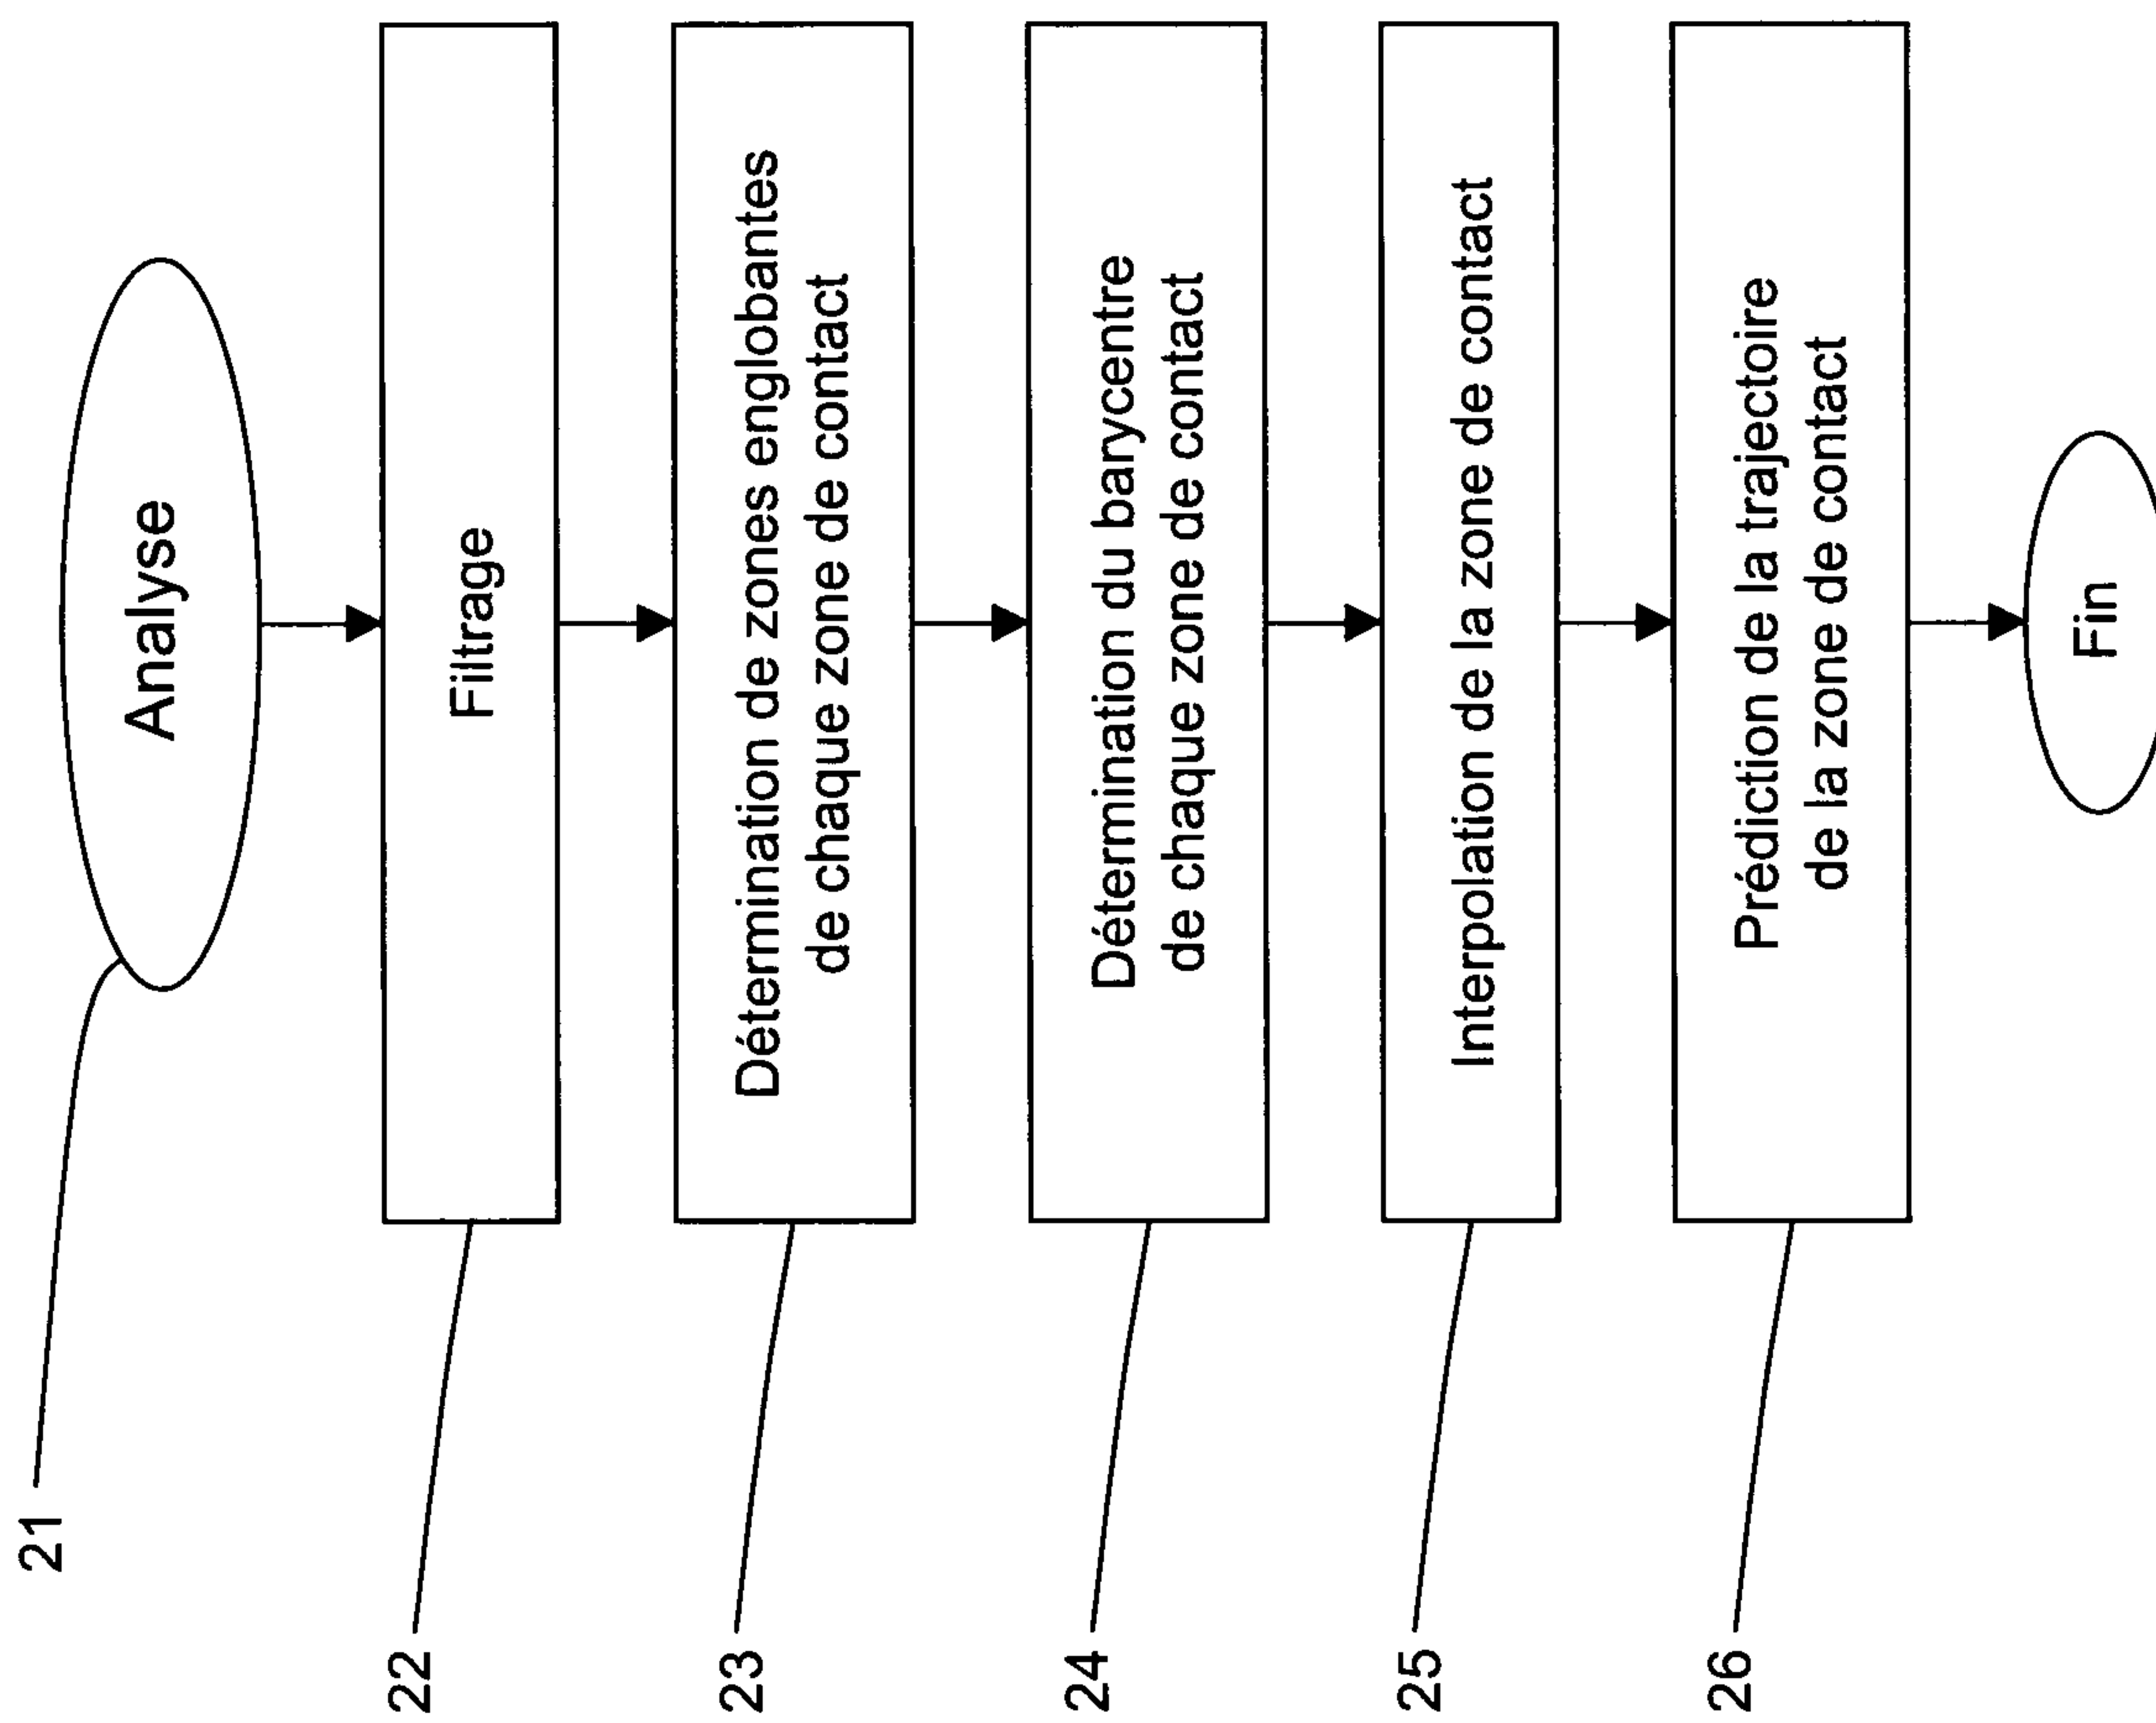 21
Analyse
22
Filtrage
23
Détermination de zones englobantes
de chaque zone de contact
24
Détermination du barycentre
de chaque zone de contact
25
Interpolation de la zone de contact
26
Prédiction de la trajectoire
de la zone de contact
Fin